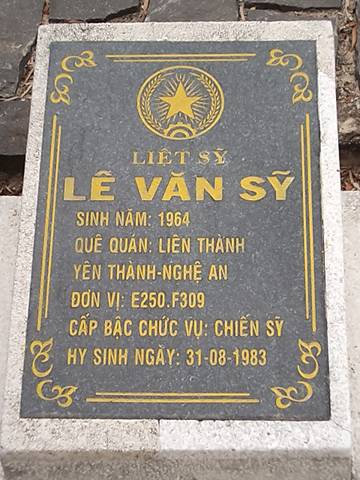 LIỆT SỸ
LÊ VĂN SỸ
SINH NĂM: 1964
QUÊ QUÁN: LIÊN THÀNH
YÊN THÀNH-NGHỆ AN
ĐƠN VỊ: E250.F309
CẤP BẬC CHỨC VỤ: CHIẾN SỸ
HY SINH NGÀY: 31-08-1983